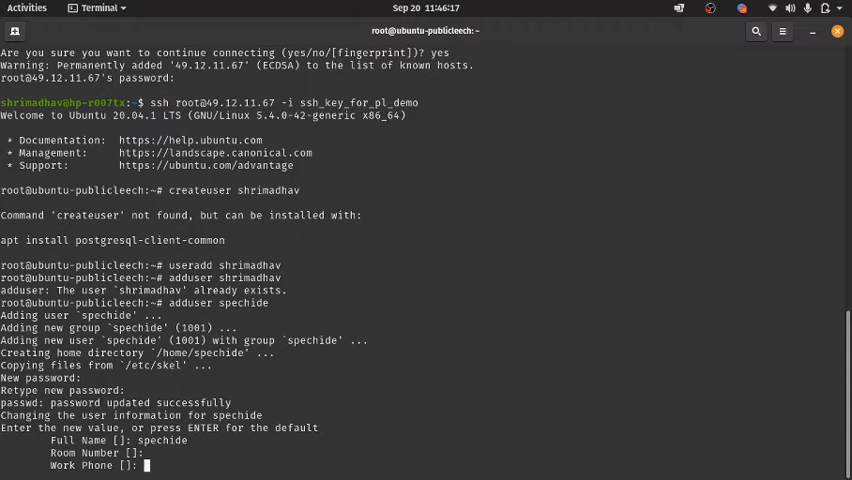 Activities
Terminal
Sep 20 11:46:17
root@ubuntu-publicleech: ~
Are you sure you want to continue connecting (yes/no/[fingerprint])? yes
Warning: Permanently added '49.12.11.67' (ECDSA) to the list of known hosts.
root@49.12.11.67's password:
shrimadhav@hp-r007tx:~$ ssh root@49.12.11.67 -i ssh_key_for_pl_demo
Welcome to Ubuntu 20.04.1 LTS (GNU/Linux 5.4.0-42-generic x86_64)
* Documentation: https://help.ubuntu.com
* Management: https://landscape.canonical.com
* Support: https://ubuntu.com/advantage
root@ubuntu-publicleech:~# createuser shrimadhav
Command 'createuser' not found, but can be installed with:
apt install postgresql-client-common
root@ubuntu-publicleech:~# useradd shrimadhav
root@ubuntu-publicleech:~# adduser shrimadhav
adduser: The user `shrimadhav' already exists.
root@ubuntu-publicleech:~# adduser spechide
Adding user `spechide' ...
Adding new group `spechide' (1001) ...
Adding new user `spechide' (1001) with group `spechide' ...
Creating home directory `/home/spechide' ...
Copying files from `/etc/skel' ...
New password:
Retype new password:
passwd: password updated successfully
Changing the user information for spechide
Enter the new value, or press ENTER for the default
Full Name []: spechide
Room Number []:
Work Phone []: